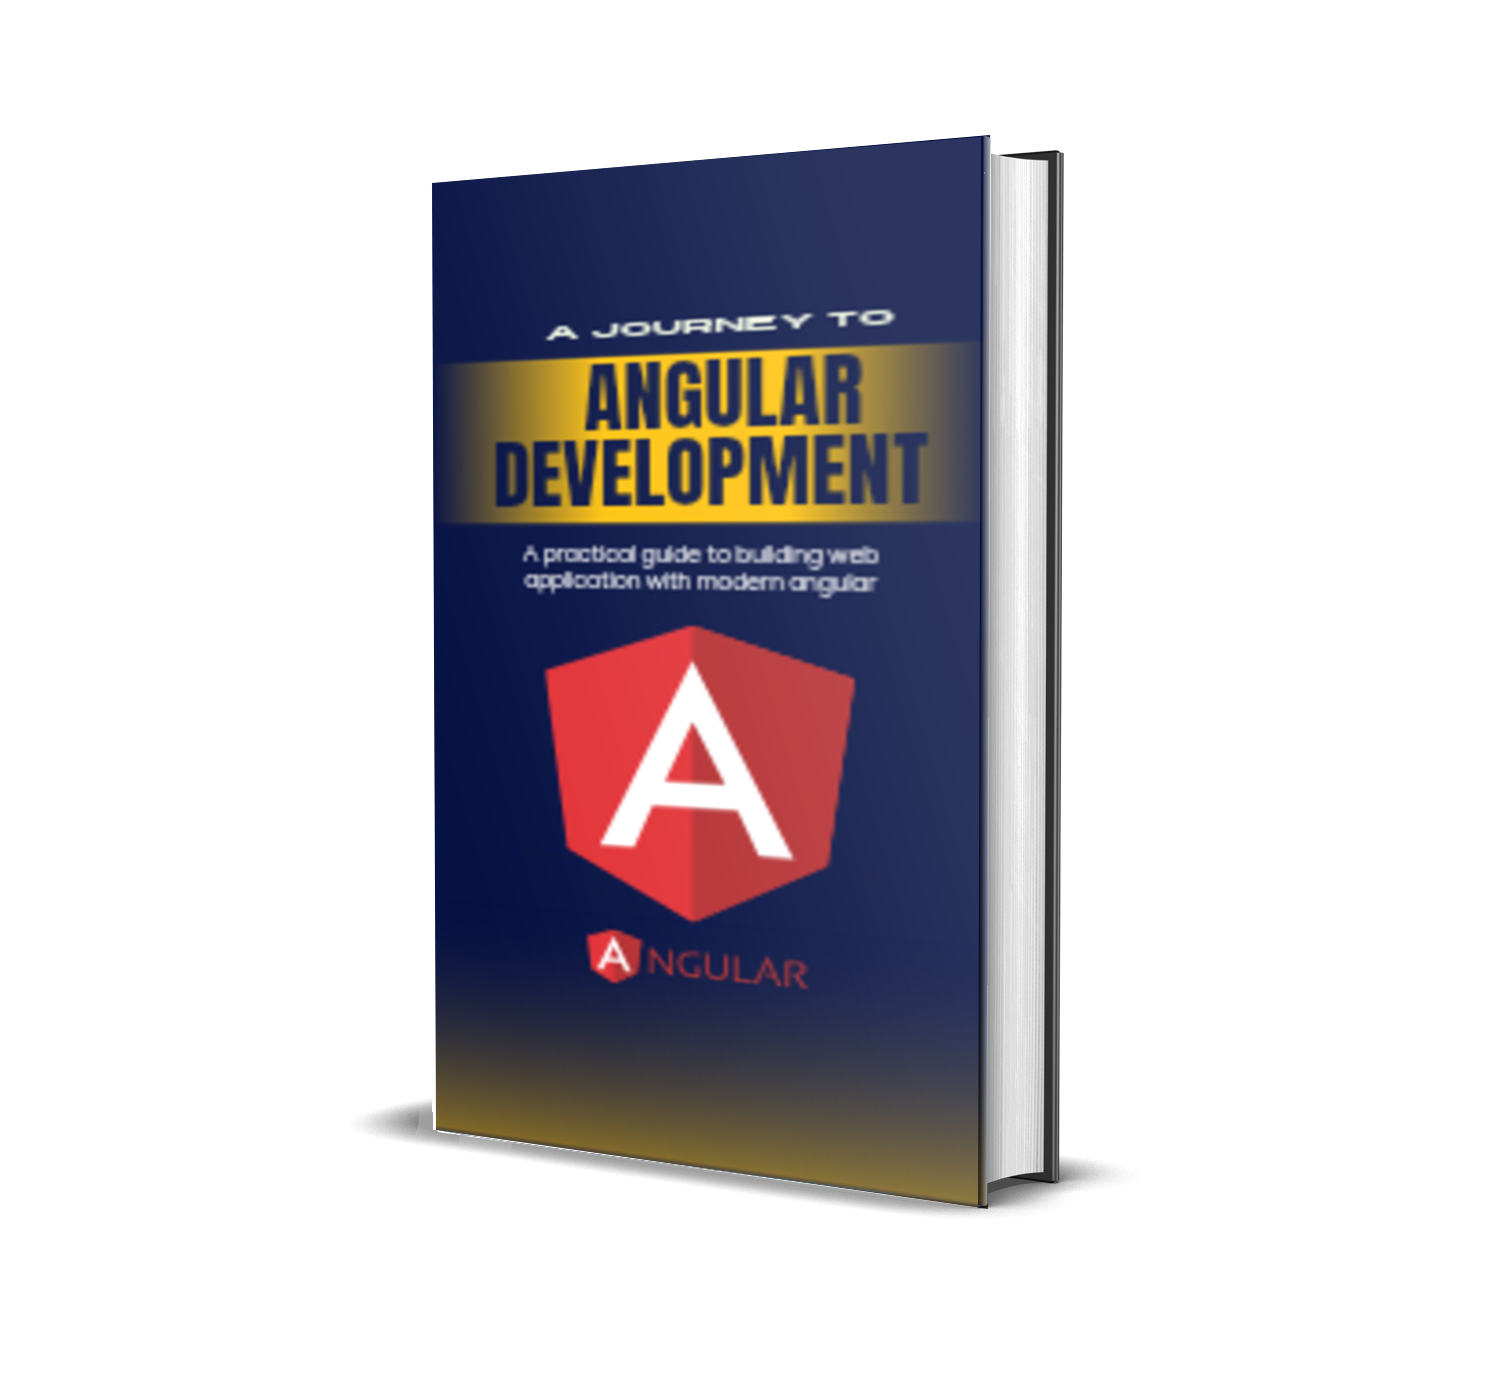 A JOURNEY TO
ANGULAR
DEVELOPMENT
A practical guide to building web
application with modern angular
A
ANGULAR